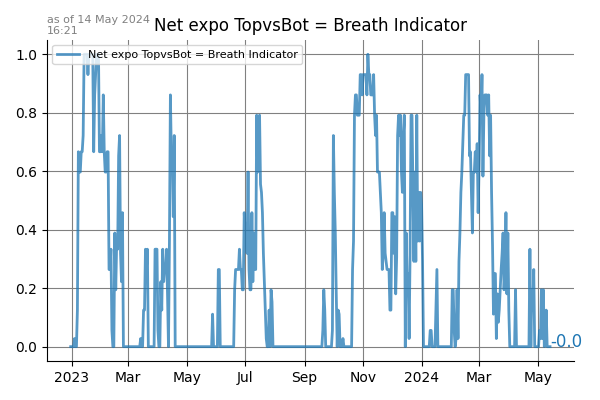 as of 14 May 2024
16:21
Net expo TopvsBot = Breath Indicator
Net expo TopvsBot = Breath Indicator
1.0
0.8
0.6
0.4
0.2
0.0
-0.0
2023 Mar May Jul Sep Nov 2024 Mar May